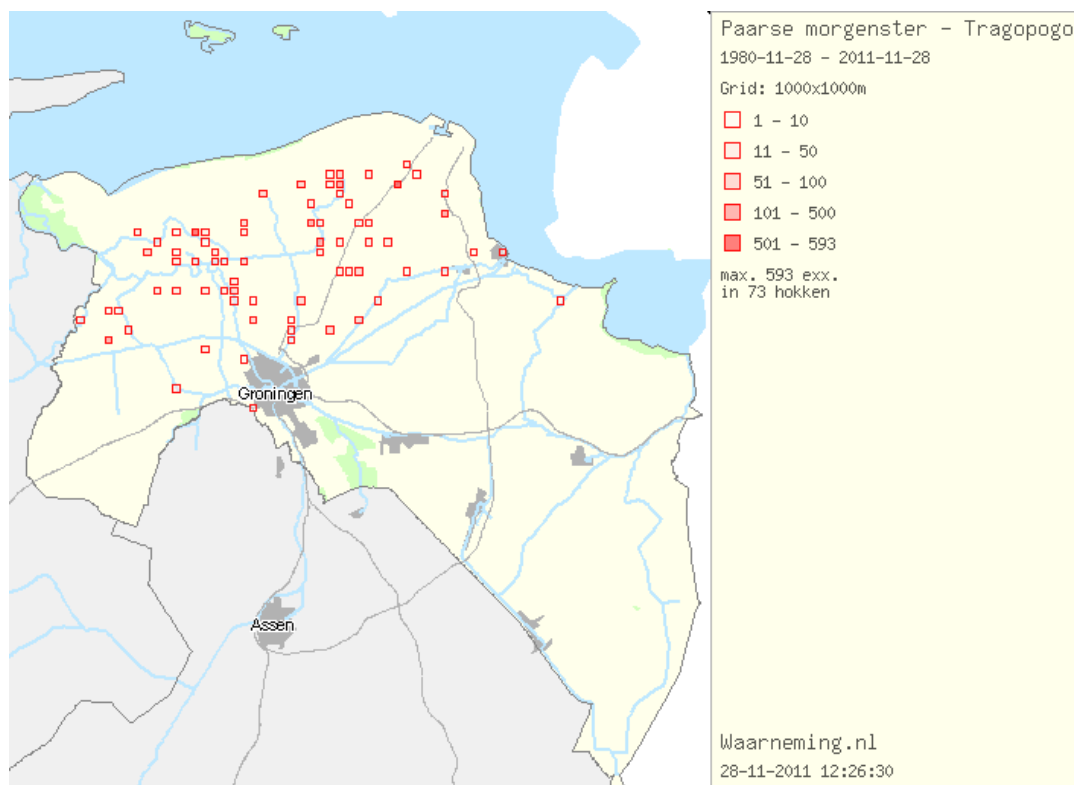 Paarse morgenster – Tragopogo
1980-11-28 – 2011-11-28
Grid: 1000x1000m
1 – 10
11 – 50
51 – 100
101 – 500
501 – 593
max. 593 exx.
in 73 hokken
Groningen
Assen
Waarneming.nl
28-11-2011 12:26:30